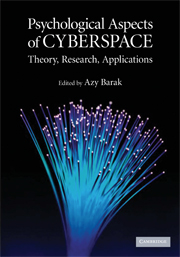 Psychological Aspects
of CYBERSPACE
Theory, Research, Applications
Edited by Azy Barak
CAMBRIDGE